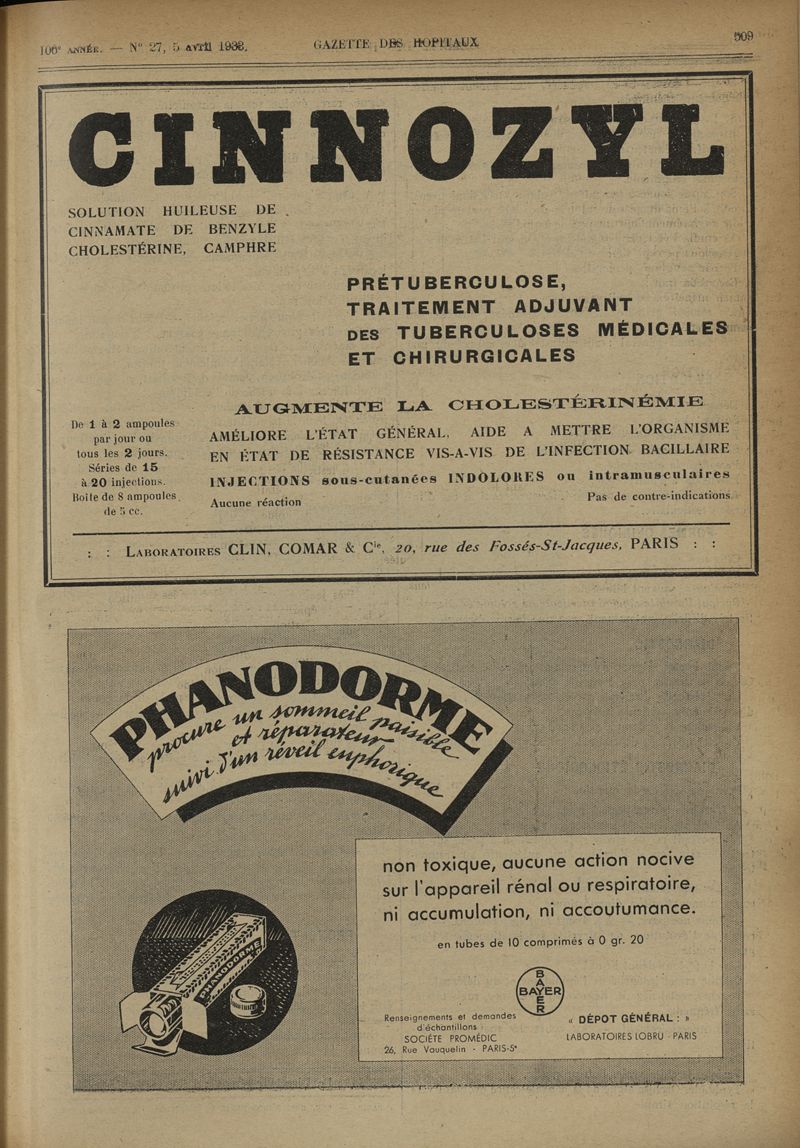 106e ANNÉE. — N° 27, 5 AVRIL 1933.
GAZETTE DES HOPITAUX
509
CINNOZYL
SOLUTION HUILEUSE DE
CINNAMATE DE BENZYLE
CHOLESTÉRINE, CAMPHRE
PRÉTUBERCULOSE,
TRAITEMENT ADJUVANT
DES TUBERCULOSES MÉDICALES
ET CHIRURGICALES
De 1 à 2 ampoules
par jour ou
tous les 2 jours.
Séries de 15
à 20 injections.
Boîte de 8 ampoules
de 5 cc.
AUGMENTE LA CHOLESTÉRINÉMIE
AMÉLIORE L'ÉTAT GÉNÉRAL, AIDE A METTRE L'ORGANISME
EN ÉTAT DE RÉSISTANCE VIS-A-VIS DE L'INFECTION BACILLAIRE
INJECTIONS sous-cutanées INDOLORES ou intramusculaires
Aucune réaction
Pas de contre-indications
: : LABORATOIRES CLIN, COMAR & Cie, 20, rue des Fossés-St-Jacques, PARIS : :
PHANODORME
procure un sommeil paisible
et réparateur
suivi d'un réveil euphorique
PHANODORME
non toxique, aucune action nocive
sur l'appareil rénal ou respiratoire,
ni accumulation, ni accoutumance.
en tubes de 10 comprimés à 0 gr. 20
BAYER
BAYER
Renseignements et demandes
d'échantillons :
SOCIÉTÉ PROMÉDIC
26, Rue Vauquelin - PARIS-5e
« DÉPOT GÉNÉRAL : »
LABORATOIRES LOBRU - PARIS